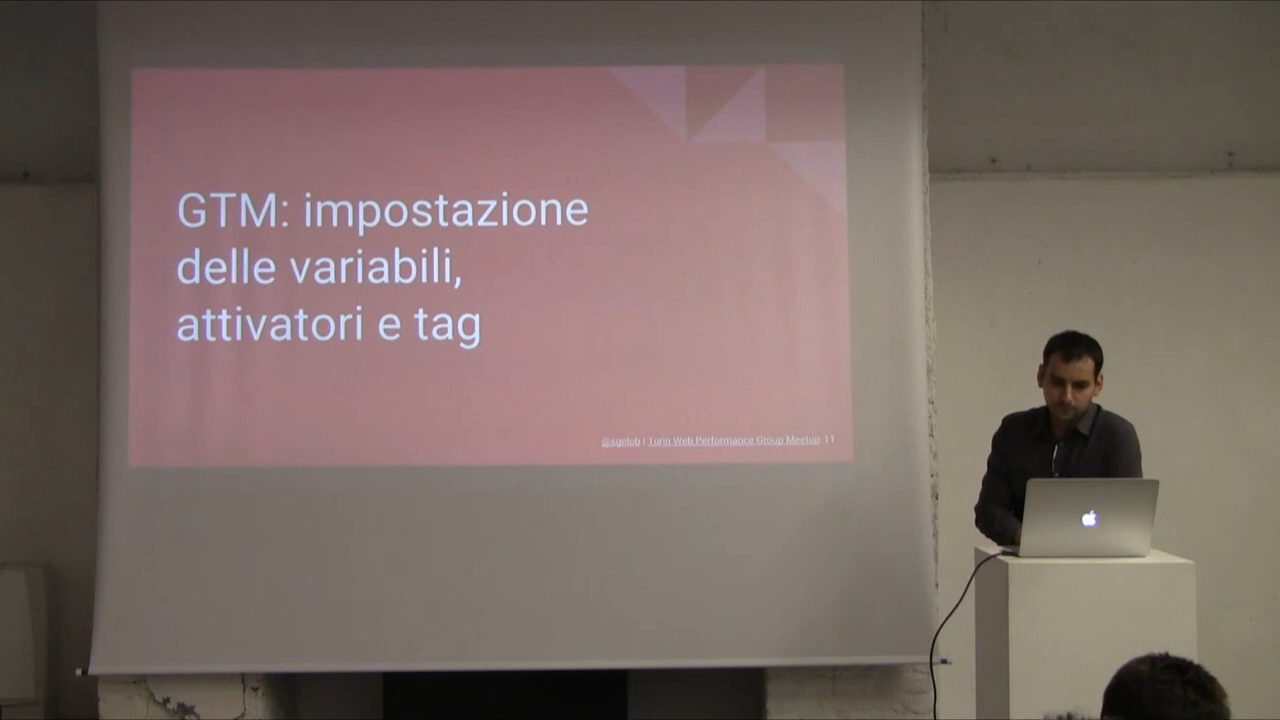 GTM: impostazione
delle variabili,
attivatori e tag
@sgelob | Turin Web Performance Group Meetup 11